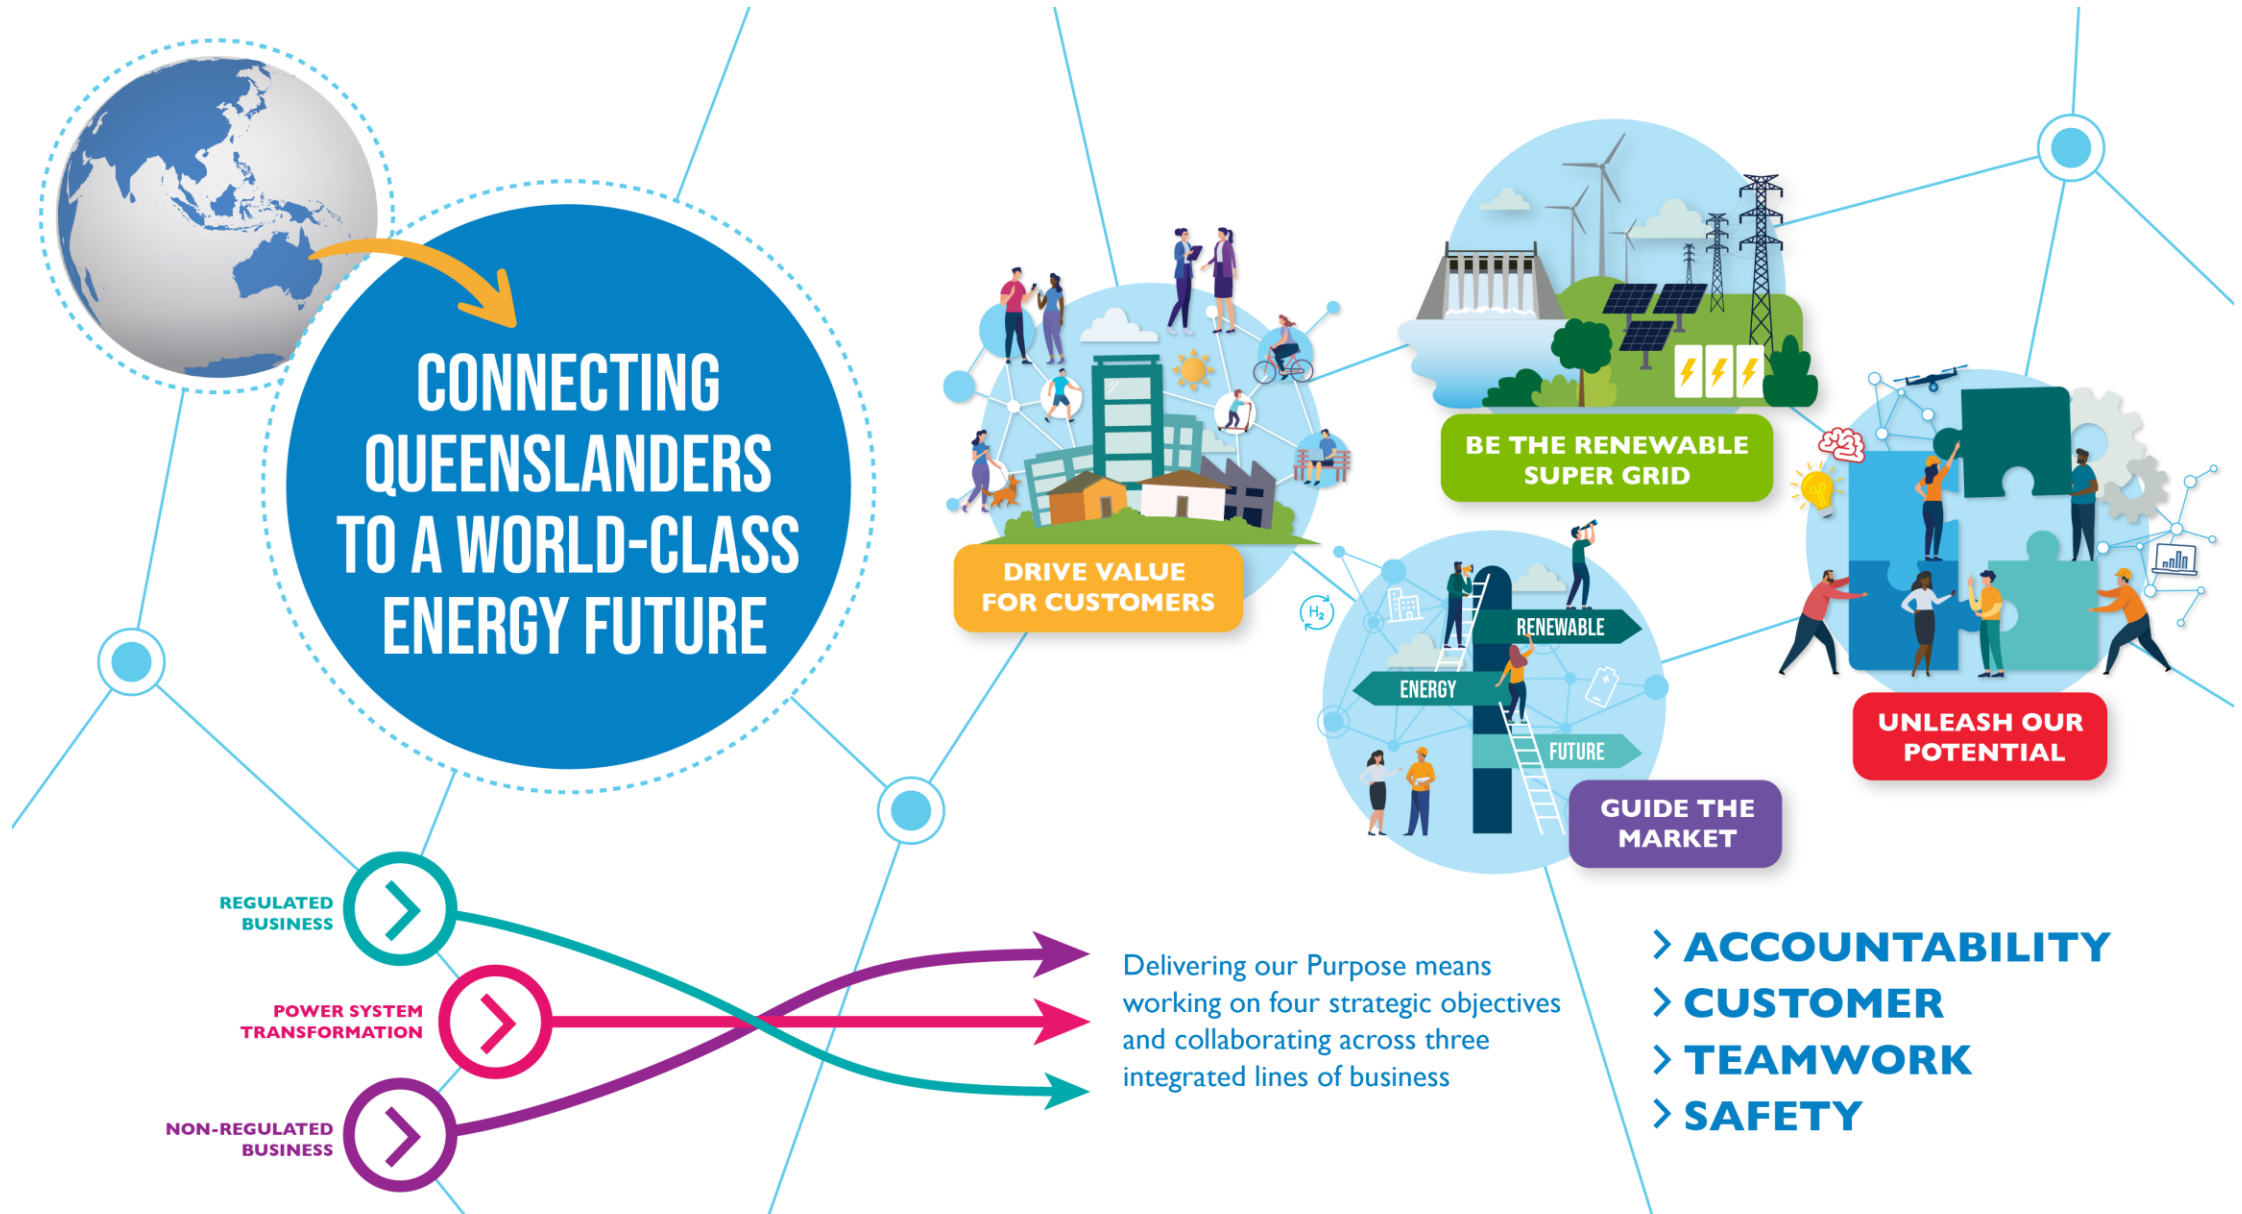 CONNECTING
QUEENSLANDERS
TO A WORLD-CLASS
ENERGY FUTURE
DRIVE VALUE
FOR CUSTOMERS
BE THE RENEWABLE
SUPER GRID
H₂
RENEWABLE
ENERGY
FUTURE
GUIDE THE
MARKET
UNLEASH OUR
POTENTIAL
REGULATED
BUSINESS
POWER SYSTEM
TRANSFORMATION
NON-REGULATED
BUSINESS
Delivering our Purpose means
working on four strategic objectives
and collaborating across three
integrated lines of business
> ACCOUNTABILITY
> CUSTOMER
> TEAMWORK
> SAFETY